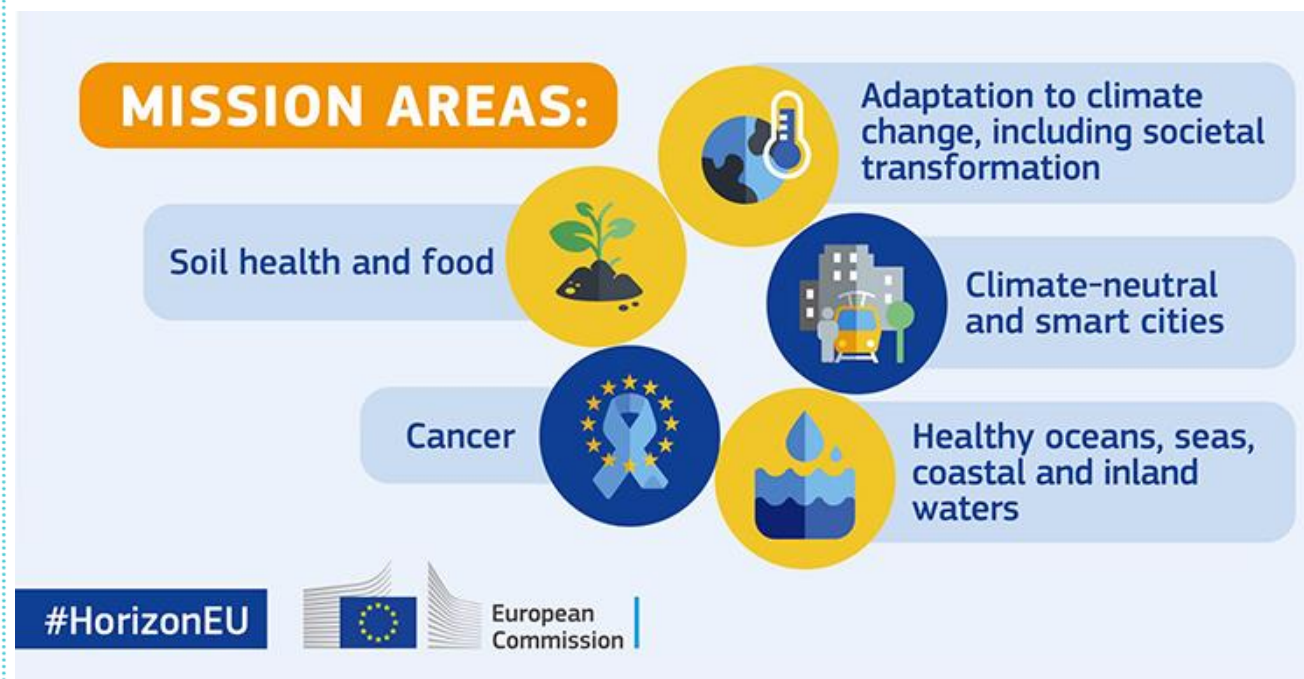 MISSION AREAS:
Adaptation to climate
change, including societal
transformation
Soil health and food
Climate-neutral
and smart cities
Cancer
Healthy oceans, seas,
coastal and inland
waters
#HorizonEU
European
Commission